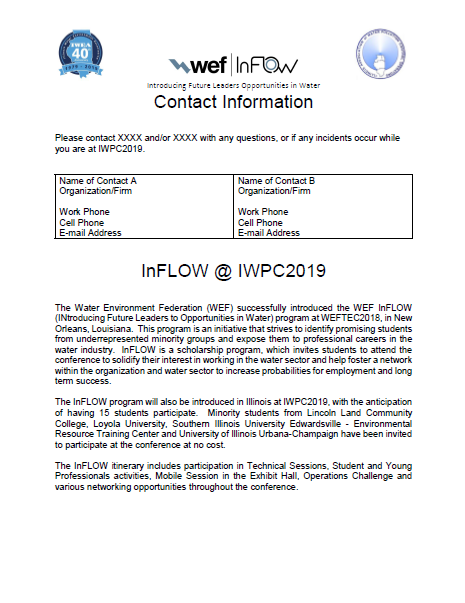 IWEA
40
1979 - 2019
wef InFLOW
Introducing Future Leaders Opportunities in Water
Contact Information
Please contact XXXX and/or XXXX with any questions, or if any incidents occur while
you are at IWPC2019.
Name of Contact A
Organization/Firm
Work Phone
Cell Phone
E-mail Address
Name of Contact B
Organization/Firm
Work Phone
Cell Phone
E-mail Address
InFLOW @ IWPC2019
The Water Environment Federation (WEF) successfully introduced the WEF InFLOW
(INtroducing Future Leaders to Opportunities in Water) program at WEFTEC2018, in New
Orleans, Louisiana. This program is an initiative that strives to identify promising students
from underrepresented minority groups and expose them to professional careers in the
water industry. InFLOW is a scholarship program, which invites students to attend the
conference to solidify their interest in working in the water sector and help foster a network
within the organization and water sector to increase probabilities for employment and long
term success.
The InFLOW program will also be introduced in Illinois at IWPC2019, with the anticipation
of having 15 students participate. Minority students from Lincoln Land Community
College, Loyola University, Southern Illinois University Edwardsville - Environmental
Resource Training Center and University of Illinois Urbana-Champaign have been invited
to participate at the conference at no cost.
The InFLOW itinerary includes participation in Technical Sessions, Student and Young
Professionals activities, Mobile Session in the Exhibit Hall, Operations Challenge and
various networking opportunities throughout the conference.